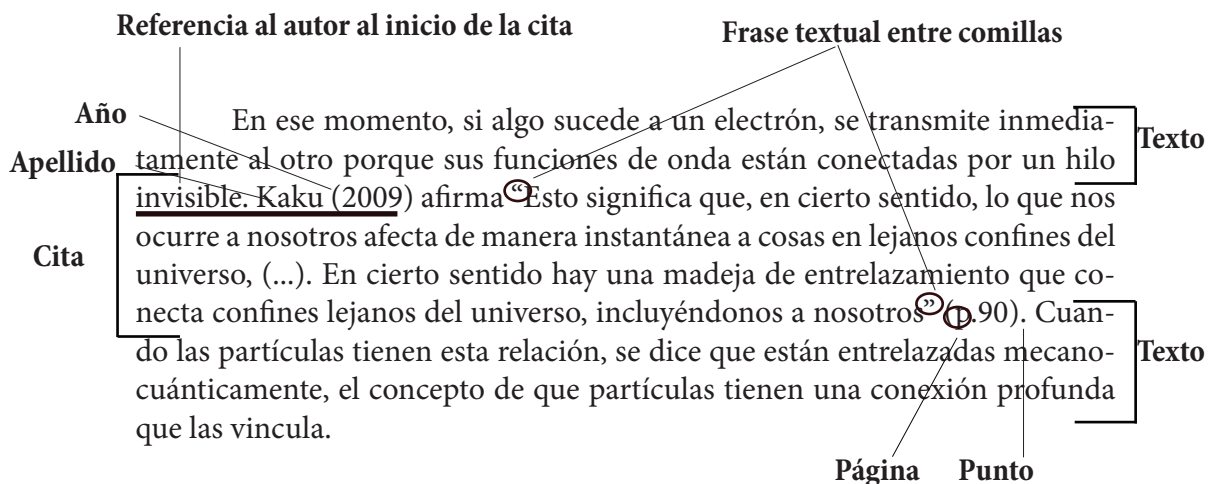 Referencia al autor al inicio de la cita
Frase textual entre comillas
Año
Apellido
Cita
En ese momento, si algo sucede a un electrón, se transmite inmedia-
tamente al otro porque sus funciones de onda están conectadas por un hilo
invisible. Kaku (2009) afirma “Esto significa que, en cierto sentido, lo que nos
ocurre a nosotros afecta de manera instantánea a cosas en lejanos confines del
universo, (...). En cierto sentido hay una madeja de entrelazamiento que co-
necta confines lejanos del universo, incluyéndonos a nosotros” (p.90). Cuan-
do las partículas tienen esta relación, se dice que están entrelazadas mecano-
cuánticamente, el concepto de que partículas tienen una conexión profunda
que las vincula.
Texto
Texto
Página
Punto